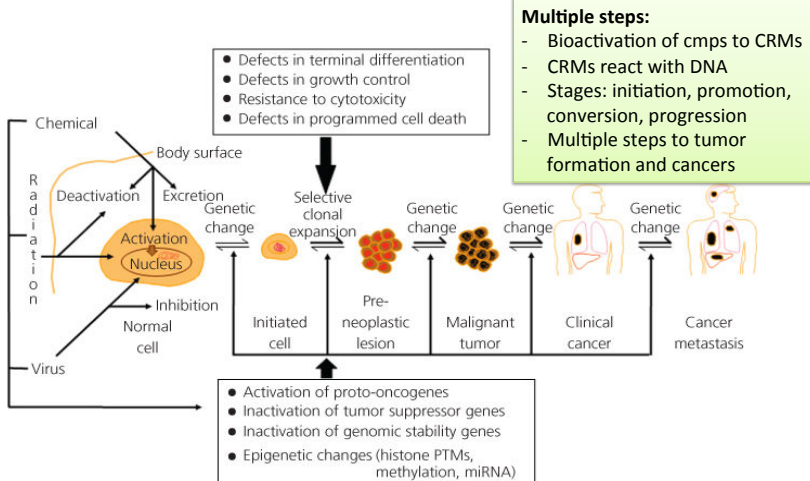 Multiple steps:
- Bioactivation of cmps to CRMs
- CRMs react with DNA
- Stages: initiation, promotion,
conversion, progression
- Multiple steps to tumor
formation and cancers
• Defects in terminal differentiation
• Defects in growth control
• Resistance to cytotoxicity
• Defects in programmed cell death
Chemical
Body surface
Radiation
Deactivation
Excretion
Activation
Nucleus
Inhibition
Normal
cell
Virus
Genetic
change
Selective
clonal
expansion
Genetic
change
Genetic
change
Genetic
change
Initiated
cell
Pre-
neoplastic
lesion
Malignant
tumor
Clinical
cancer
Cancer
metastasis
• Activation of proto-oncogenes
• Inactivation of tumor suppressor genes
• Inactivation of genomic stability genes
• Epigenetic changes (histone PTMs,
methylation, miRNA)